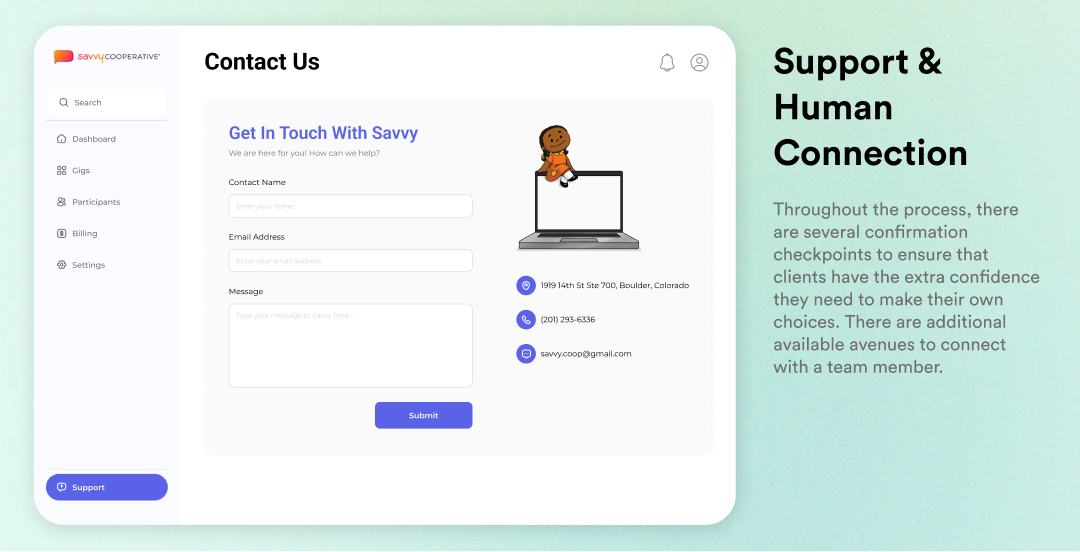 savvy COOPERATIVE
Search
Dashboard
Gigs
Participants
Billing
Settings
Support
Contact Us
Get In Touch With Savvy
We are here for you! How can we help?
Contact Name
Enter your name
Email Address
Enter your email address
Message
Type your message to Savvy here...
Submit
1919 14th St Ste 700, Boulder, Colorado
(201) 293-6336
savvy.coop@gmail.com
Support &
Human
Connection
Throughout the process, there
are several confirmation
checkpoints to ensure that
clients have the extra confidence
they need to make their own
choices. There are additional
available avenues to connect
with a team member.